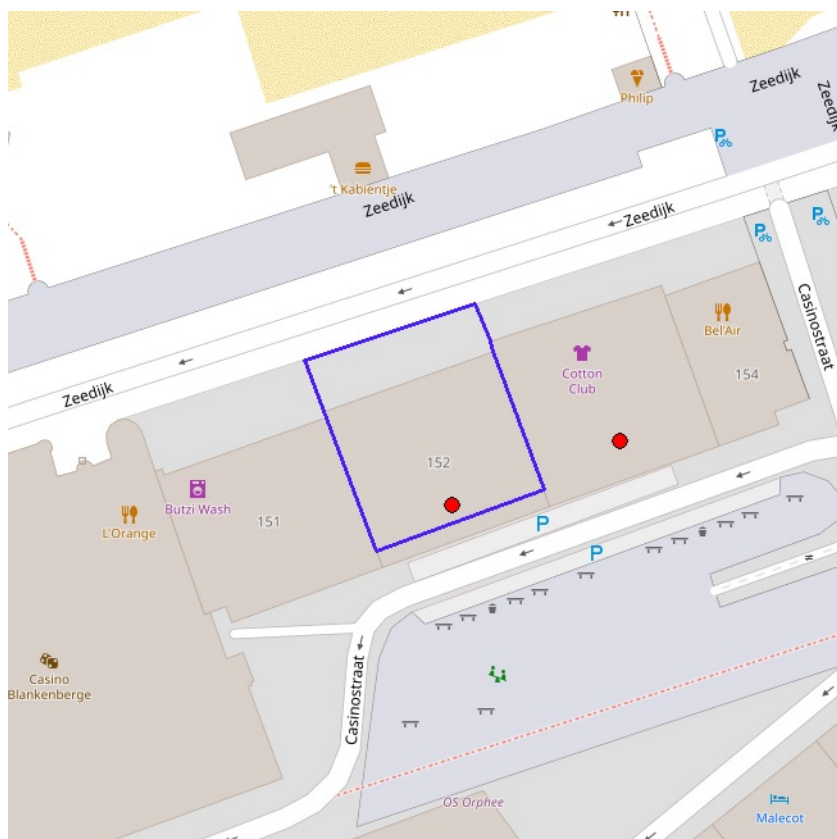 Zeedijk
Zeedijk
Philip
't Kabientje
Zeedijk
Zeedijk
Casinostraat
Bel'Air
Cotton
Club
154
Zeedijk
152
Butzi Wash
151
L'Orange
P
P
Casino
Blankenberge
Casinostraat
OS Orphee
Malecot
P
P
P